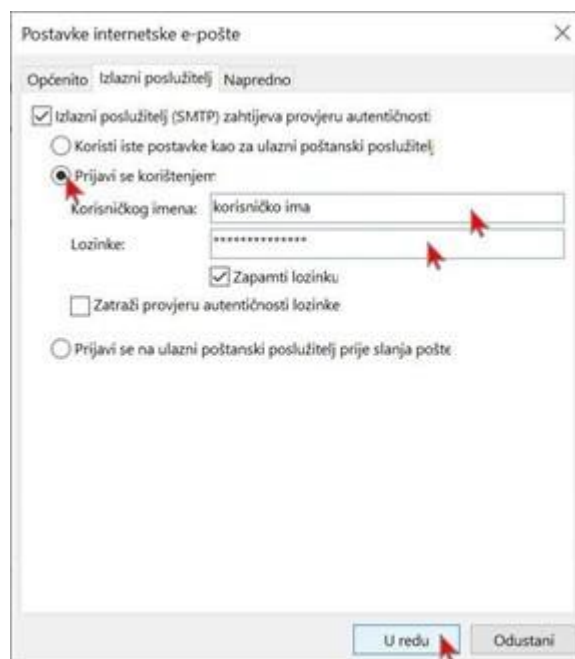 Postavke internetske e-pošte
Općenito Izlazni poslužitelj Napredno
Izlazni poslužitelj (SMTP) zahtijeva provjeru autentičnosti
Koristi iste postavke kao za ulazni poštanski poslužitelj
Prijavi se korištenjem
Korisničkog imena: korisničko ima
Lozinke: **************
Zapamti lozinku
Zatraži provjeru autentičnosti lozinke
Prijavi se na ulazni poštanski poslužitelj prije slanja pošte
U redu Odustani